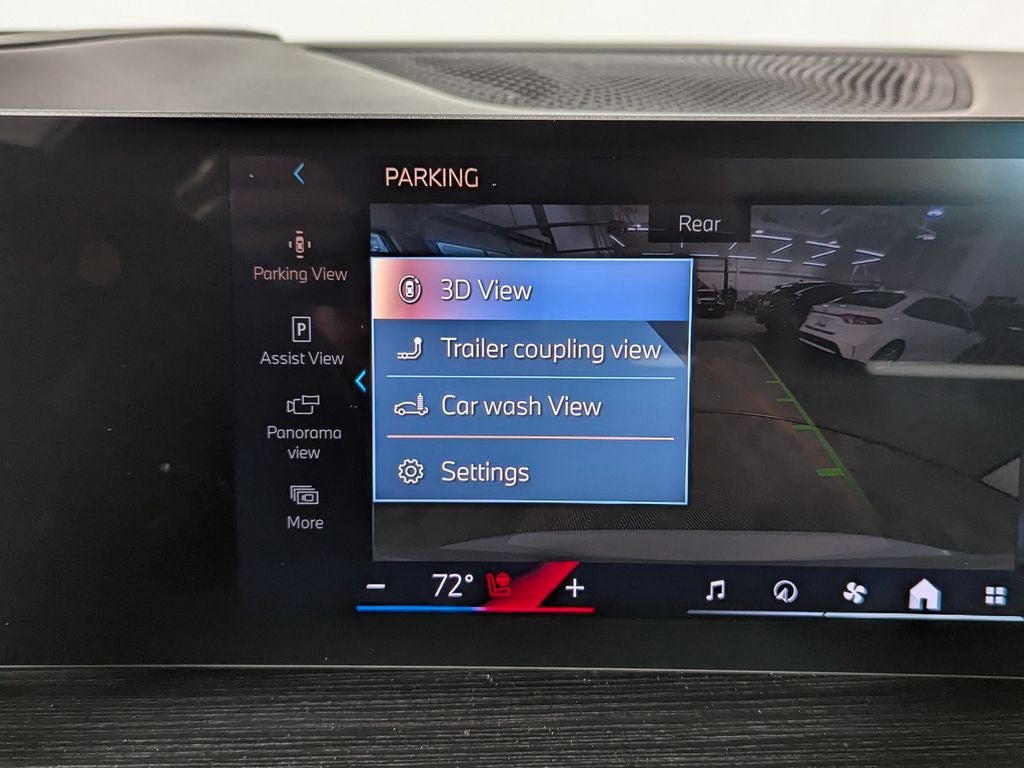 PARKING
Rear
Parking View
Assist View
Panorama
view
More
3D View
Trailer coupling view
Car wash View
Settings
− 72° +